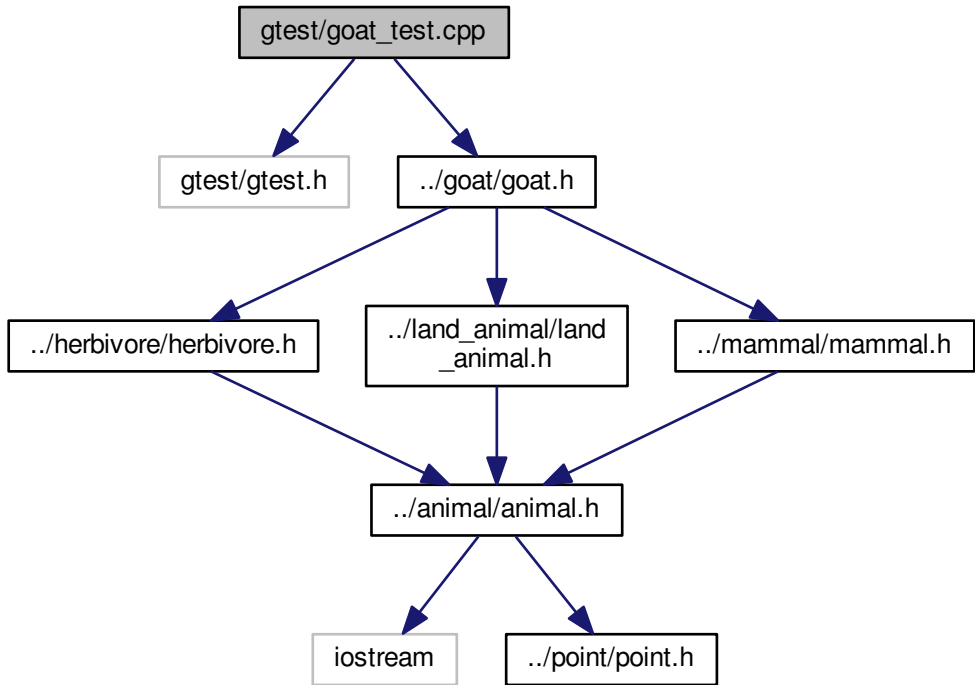 gtest/goat_test.cpp
gtest/gtest.h
../goat/goat.h
../herbivore/herbivore.h
../land_animal/land
_animal.h
../mammal/mammal.h
../animal/animal.h
iostream
../point/point.h